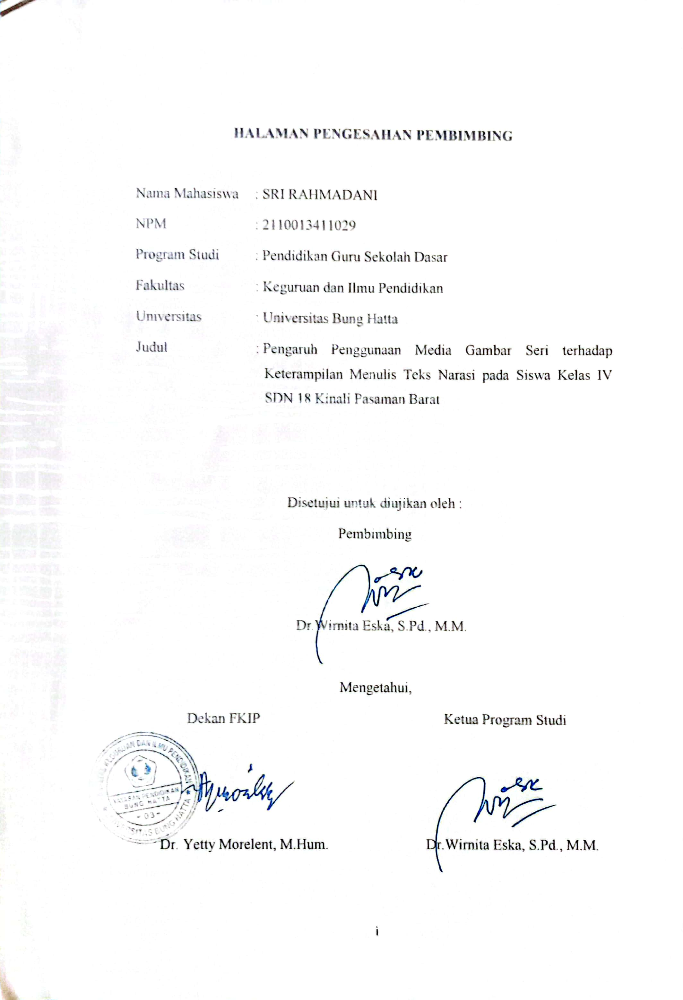 HALAMAN PENGESAHAN PEMBIMBING
Nama Mahasiswa : SRI RAHMADANI
NPM : 2110013411029
Program Studi : Pendidikan Guru Sekolah Dasar
Fakultas : Keguruan dan Ilmu Pendidikan
Universitas : Universitas Bung Hatta
Judul : Pengaruh Penggunaan Media Gambar Seri terhadap
Keterampilan Menulis Teks Narasi pada Siswa Kelas IV
SDN 18 Kinali Pasaman Barat
Disetujui untuk diujikan oleh :
Pembimbing
Dr.Wirnita Eska, S.Pd., M.M.
Mengetahui,
Dekan FKIP Ketua Program Studi
KEGURUAN DAN ILMU PENDIDIKAN
YAYASAN PENDIDIKAN
BUNG HATTA
- 03 -
UNIVERSITAS BUNG HATTA
Dr. Yetty Morelent, M.Hum. Dr.Wirnita Eska, S.Pd., M.M.
i